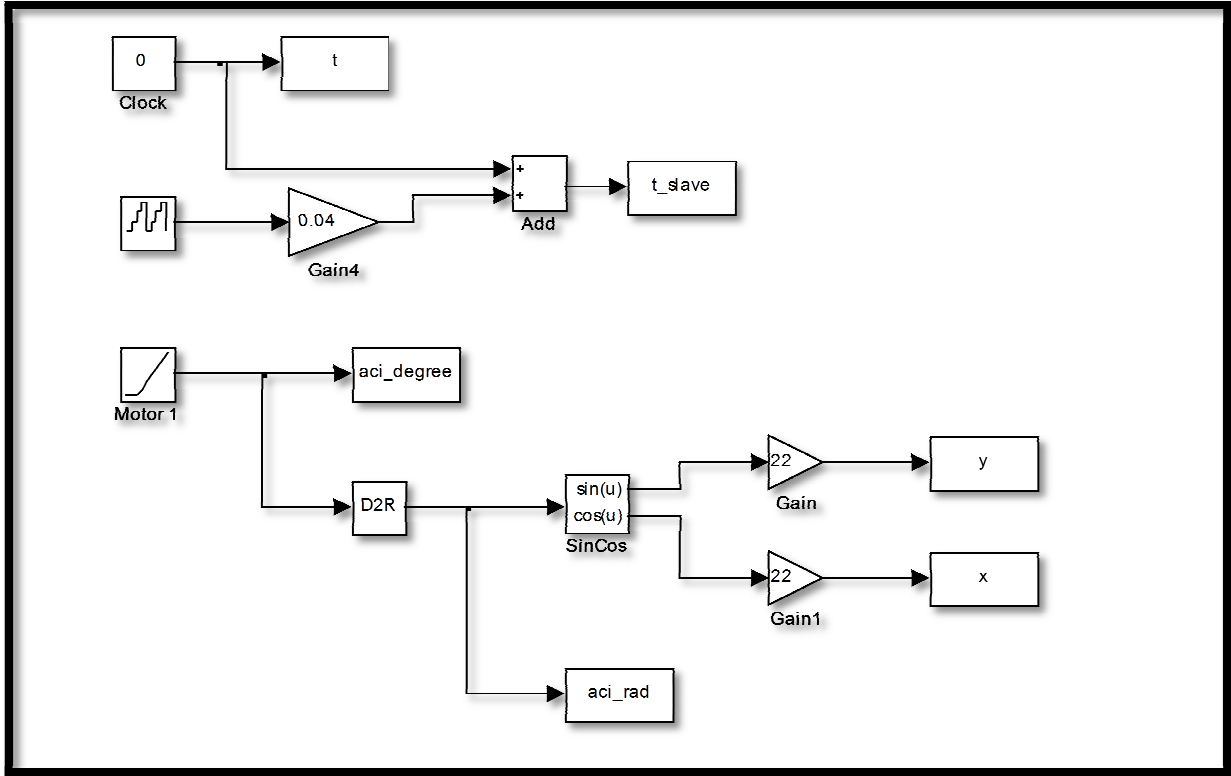 0
t
Clock
+
+
t_slave
Add
0.04
Gain4
aci_degree
Motor 1
D2R
sin(u)
cos(u)
SinCos
22
Gain
y
22
Gain1
x
aci_rad